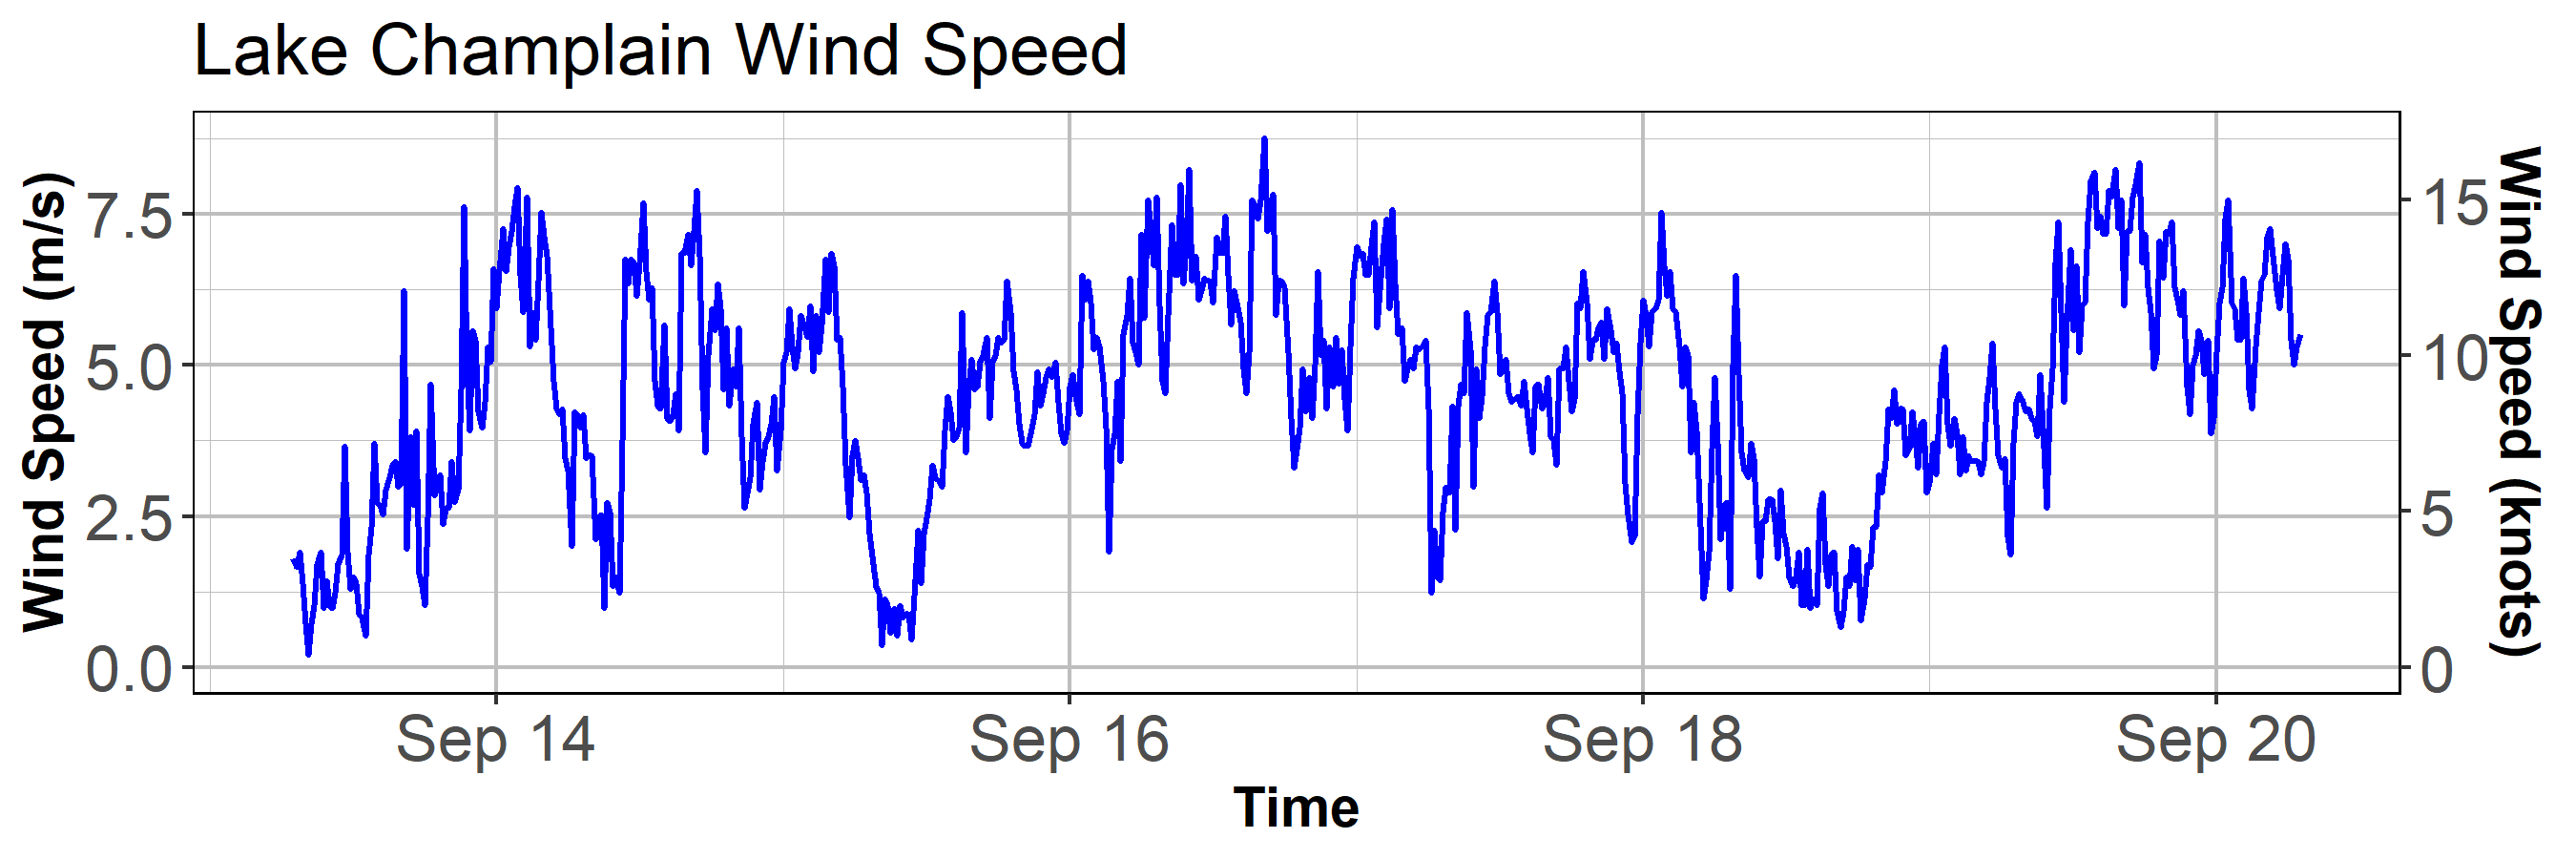 Lake Champlain Wind Speed
Wind Speed (m/s)
7.5
5.0
2.5
0.0
15
10
5
0
Wind Speed (knots)
Sep 14
Sep 16
Sep 18
Sep 20
Time